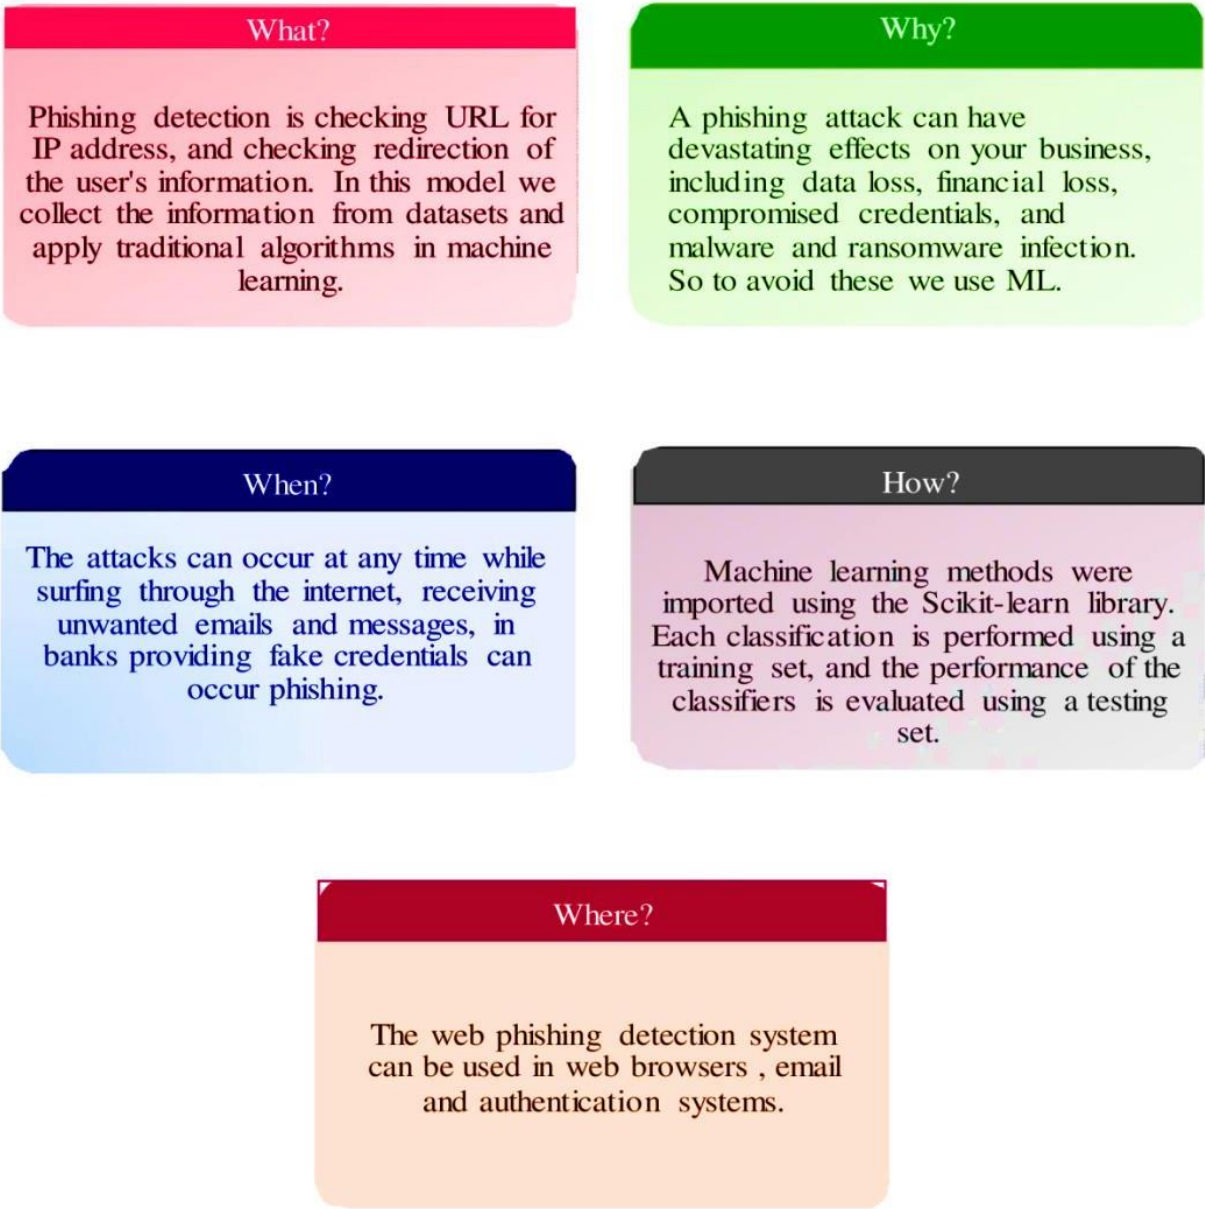 What?
Phishing detection is checking URL for
IP address, and checking redirection of
the user's information. In this model we
collect the information from datasets and
apply traditional algorithms in machine
learning.
Why?
A phishing attack can have
devastating effects on your business,
including data loss, financial loss,
compromised credentials, and
malware and ransomware infection.
So to avoid these we use ML.
When?
The attacks can occur at any time while
surfing through the internet, receiving
unwanted emails and messages, in
banks providing fake credentials can
occur phishing.
How?
Machine learning methods were
imported using the Scikit-learn library.
Each classification is performed using a
training set, and the performance of the
classifiers is evaluated using a testing
set.
Where?
The web phishing detection system
can be used in web browsers , email
and authentication systems.